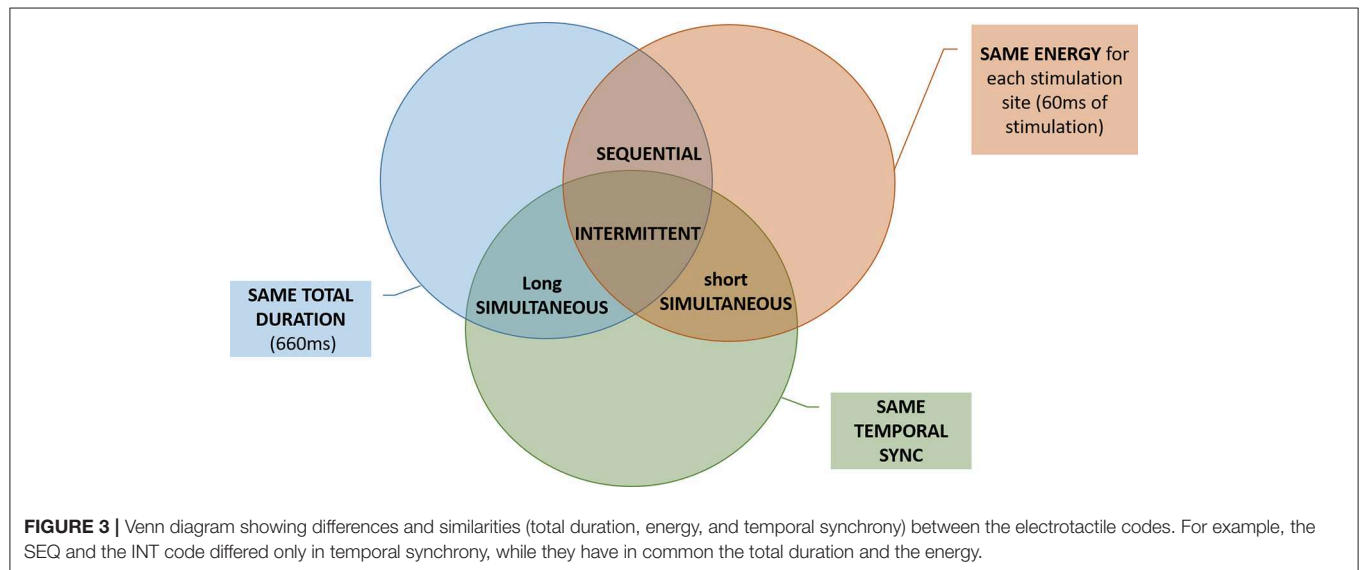 SAME ENERGY for
each stimulation
site (60ms of
stimulation)
SEQUENTIAL
INTERMITTENT
Long
SIMULTANEOUS
short
SIMULTANEOUS
SAME TOTAL
DURATION
(660ms)
SAME
TEMPORAL
SYNC
FIGURE 3 | Venn diagram showing differences and similarities (total duration, energy, and temporal synchrony) between the electrotactile codes. For example, the
SEQ and the INT code differed only in temporal synchrony, while they have in common the total duration and the energy.